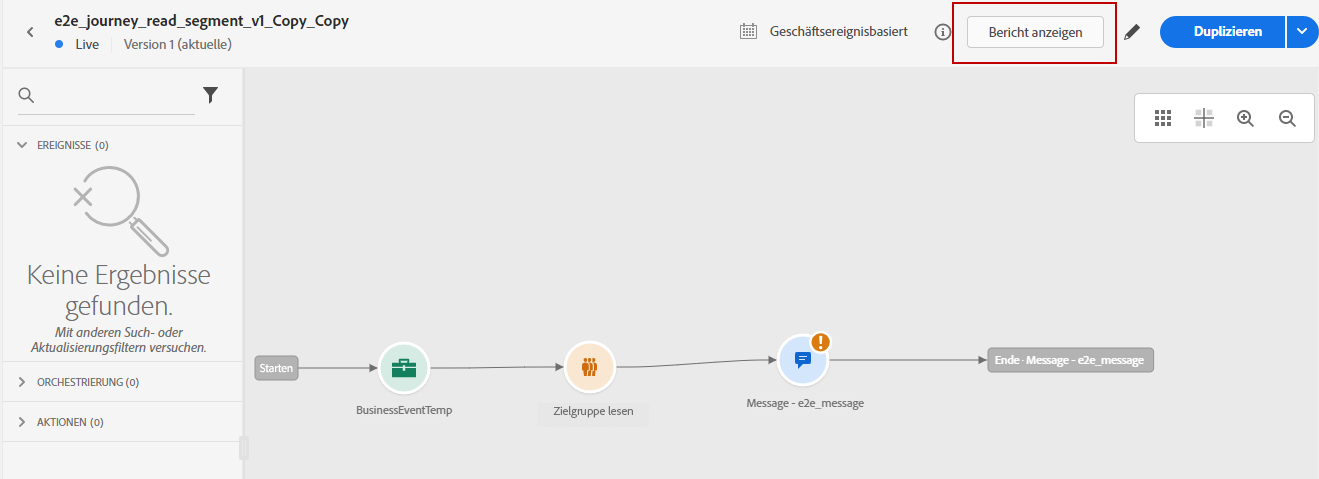 e2e_journey_read_segment_v1_Copy_Copy
Live Version 1 (aktuelle)
Geschäftsereignisbasiert
Bericht anzeigen
Duplizieren
EREIGNISSE (0)
Keine Ergebnisse
gefunden.
Mit anderen Such- oder
Aktualisierungsfiltern versuchen.
ORCHESTRIERUNG (0)
AKTIONEN (0)
Starten
BusinessEventTemp
Zielgruppe lesen
Message - e2e_message
Ende - Message - e2e_message